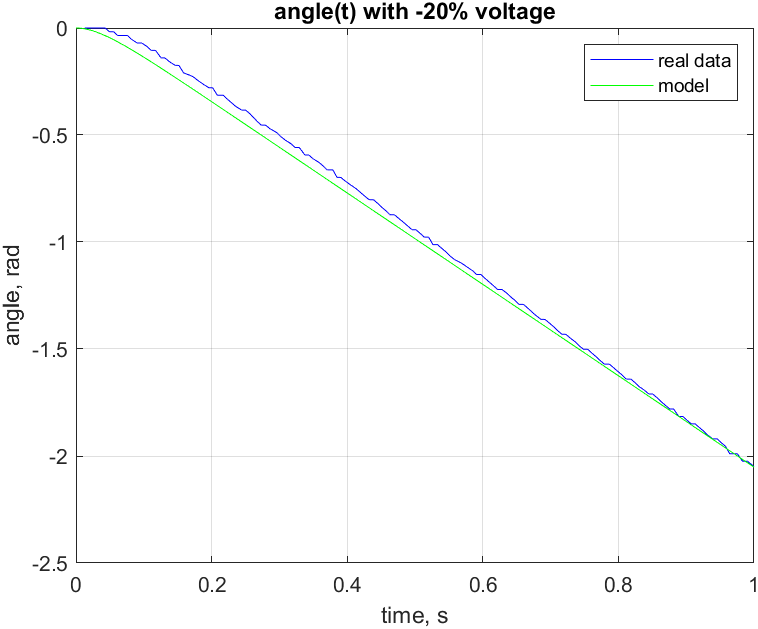 angle(t) with -20% voltage
real data
model
0
-0.5
-1
-1.5
-2
-2.5
angle, rad
0
0.2
0.4
0.6
0.8
1
time, s